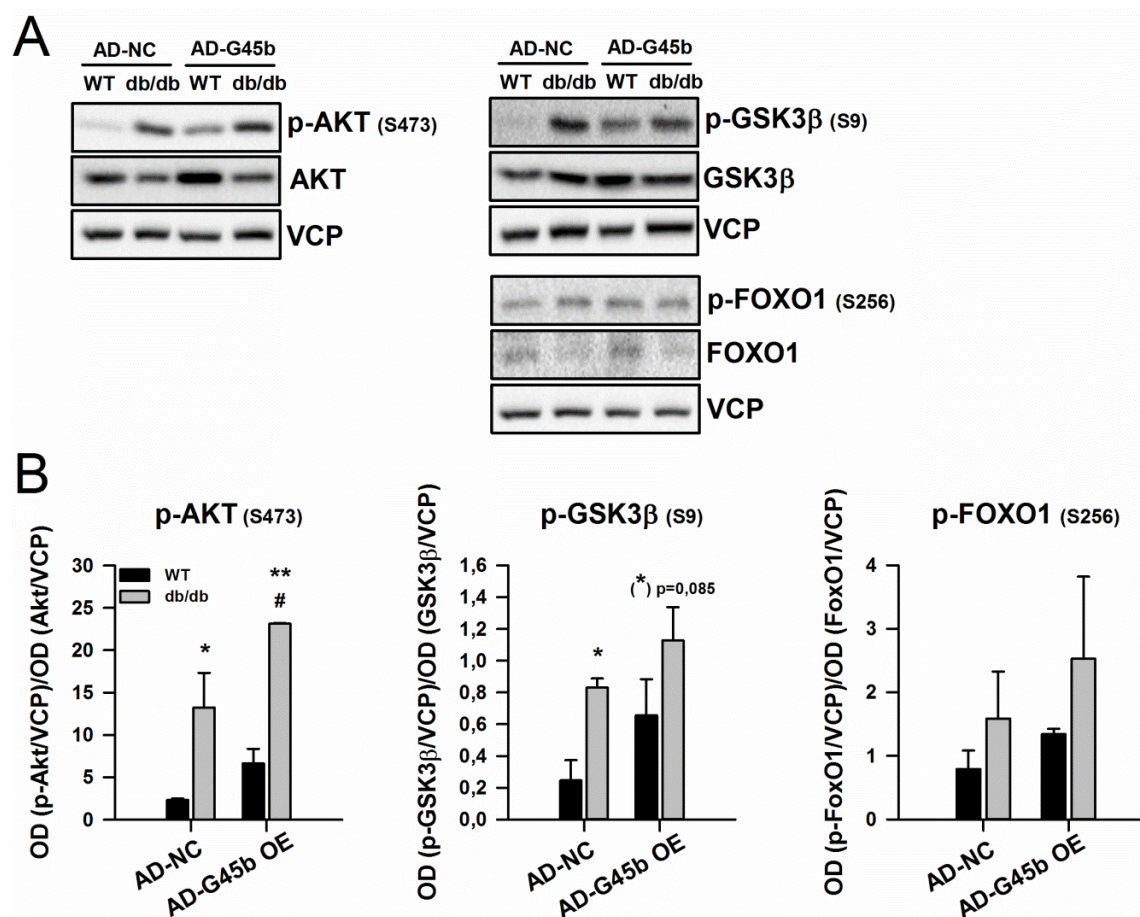 A
AD-NC AD-G45b
WT db/db WT db/db
p-AKT (S473)
AKT
VCP
AD-NC AD-G45b
WT db/db WT db/db
p-GSK3β (S9)
GSK3β
VCP
p-FOXO1 (S256)
FOXO1
VCP
B
p-AKT (S473)
OD (p-Akt/VCP)/OD (Akt/VCP)
30
25
20
15
10
5
0
WT
db/db
*
**
#
AD-NC
AD-G45b OE
p-GSK3β (S9)
OD (p-GSK3β/VCP)/OD (GSK3β/VCP)
1,6
1,4
1,2
1,0
0,8
0,6
0,4
0,2
0,0
*
(*) p=0,085
AD-NC
AD-G45b OE
p-FOXO1 (S256)
OD (p-FoxO1/VCP)/OD (FoxO1/VCP)
4
3
2
1
0
AD-NC
AD-G45b OE